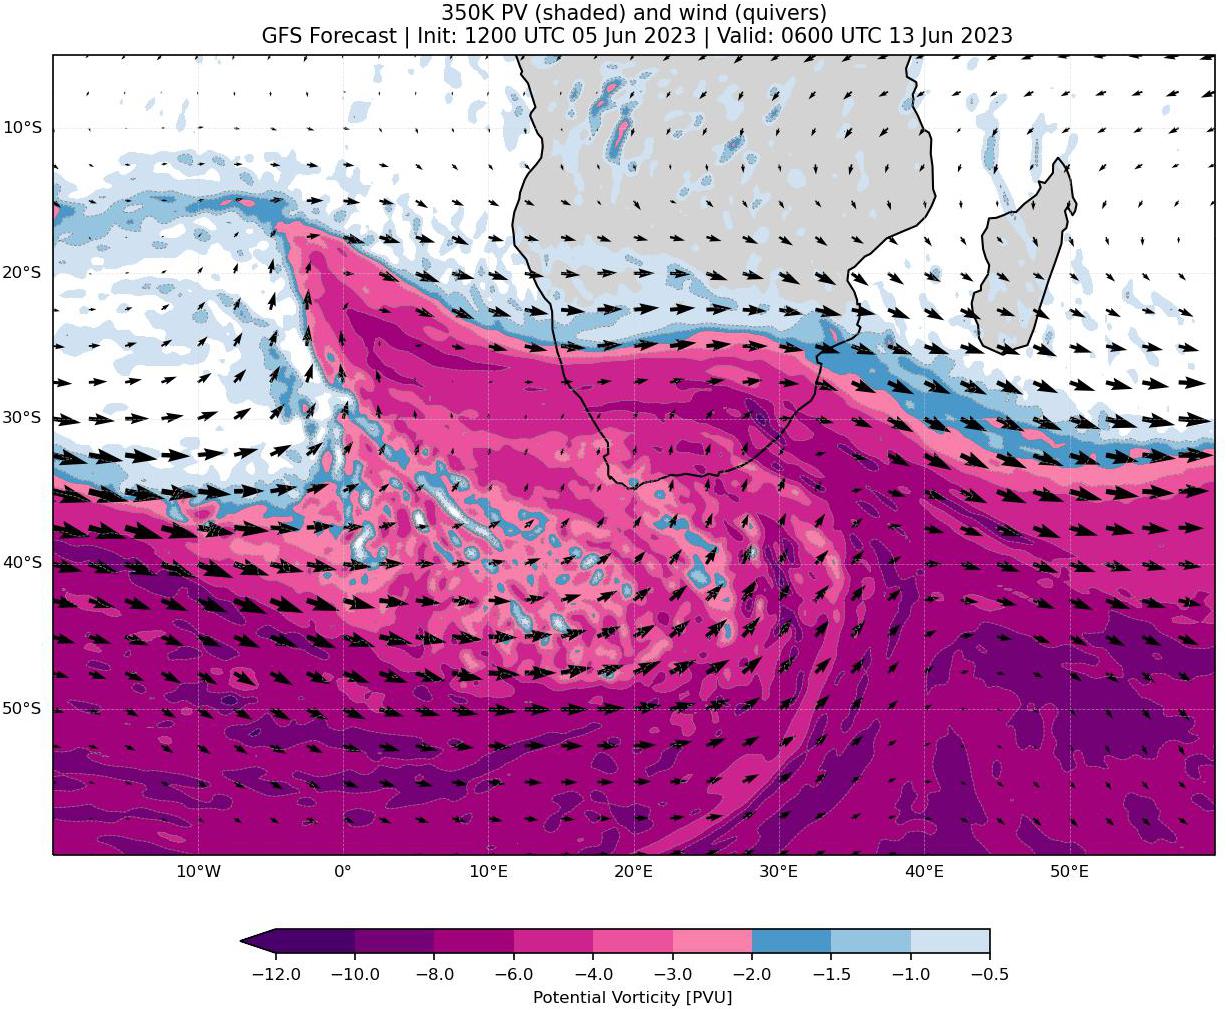 350K PV (shaded) and wind (quivers)
GFS Forecast | Init: 1200 UTC 05 Jun 2023 | Valid: 0600 UTC 13 Jun 2023
10°S
20°S
30°S
40°S
50°S
10°W 0° 10°E 20°E 30°E 40°E 50°E
−12.0 −10.0 −8.0 −6.0 −4.0 −3.0 −2.0 −1.5 −1.0 −0.5
Potential Vorticity [PVU]